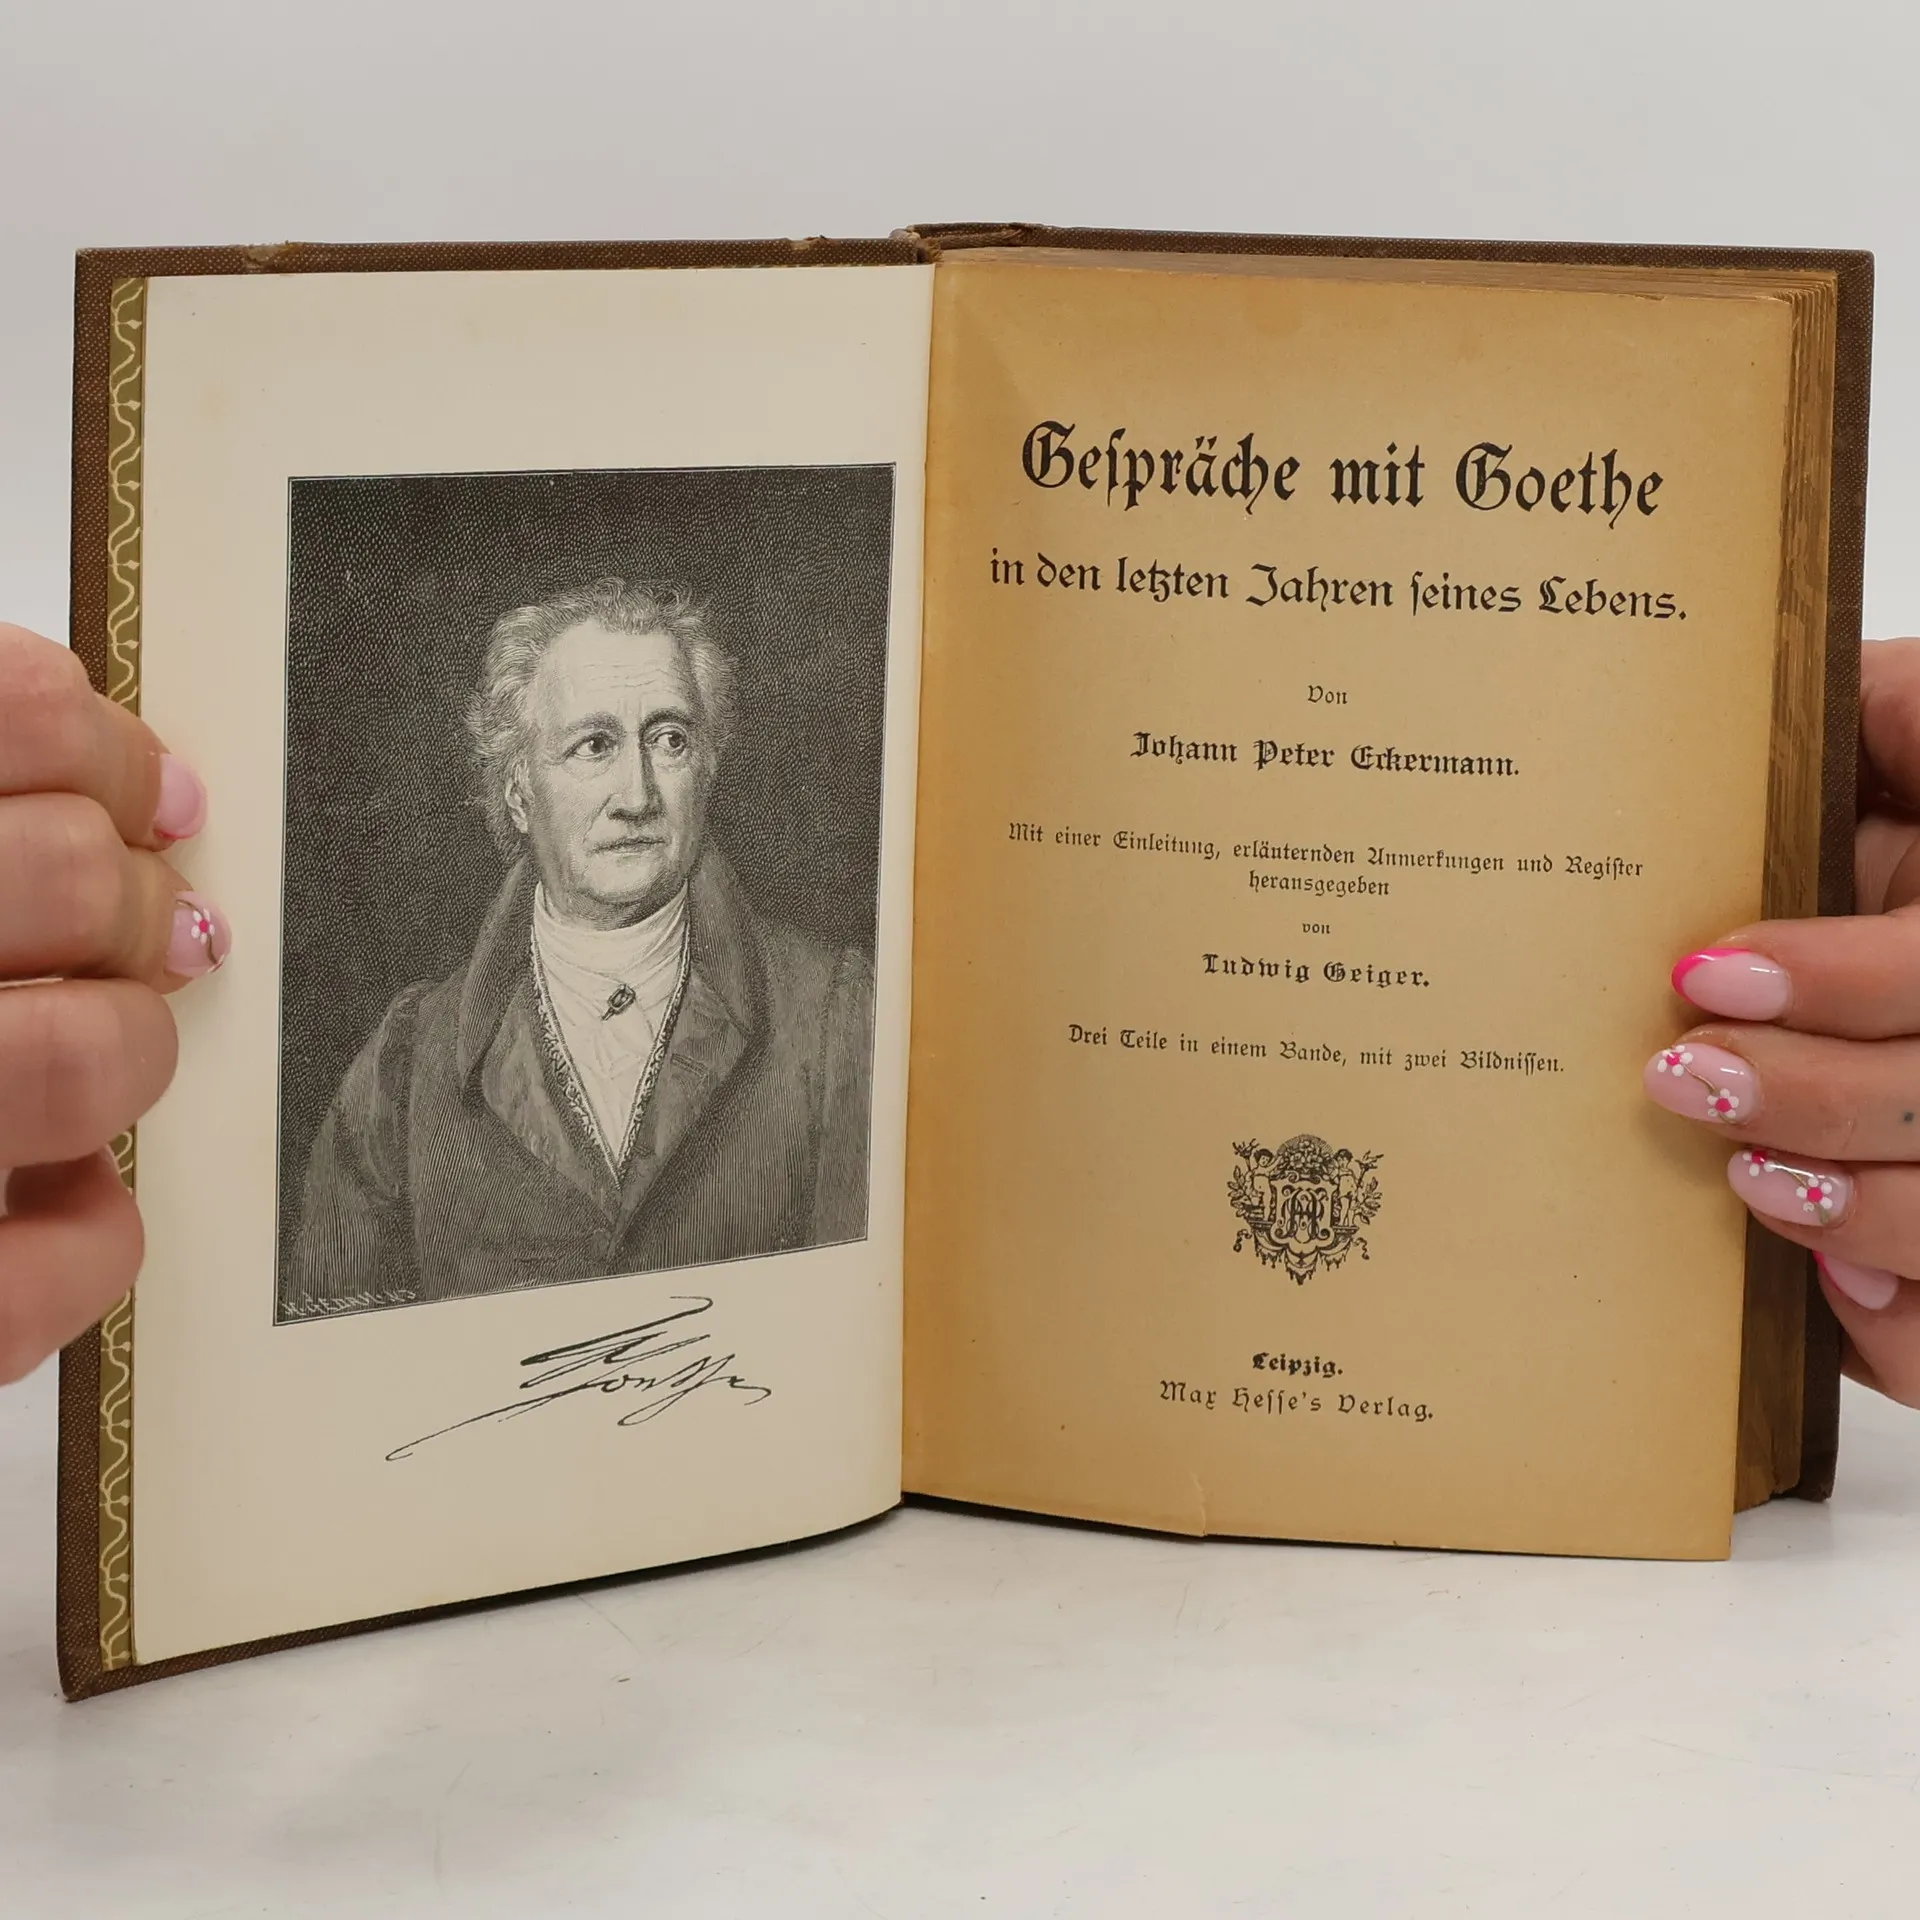 Gespräche mit Goethe
in den letzten Jahren seines Lebens.
Von
Johann Peter Eckermann.
Mit einer Einleitung, erläuternden Anmerkungen und Register
herausgegeben
von
Ludwig Geiger.
Drei Teile in einem Bande, mit zwei Bildnissen.
Leipzig.
Max Hesse's Verlag.
Goethe